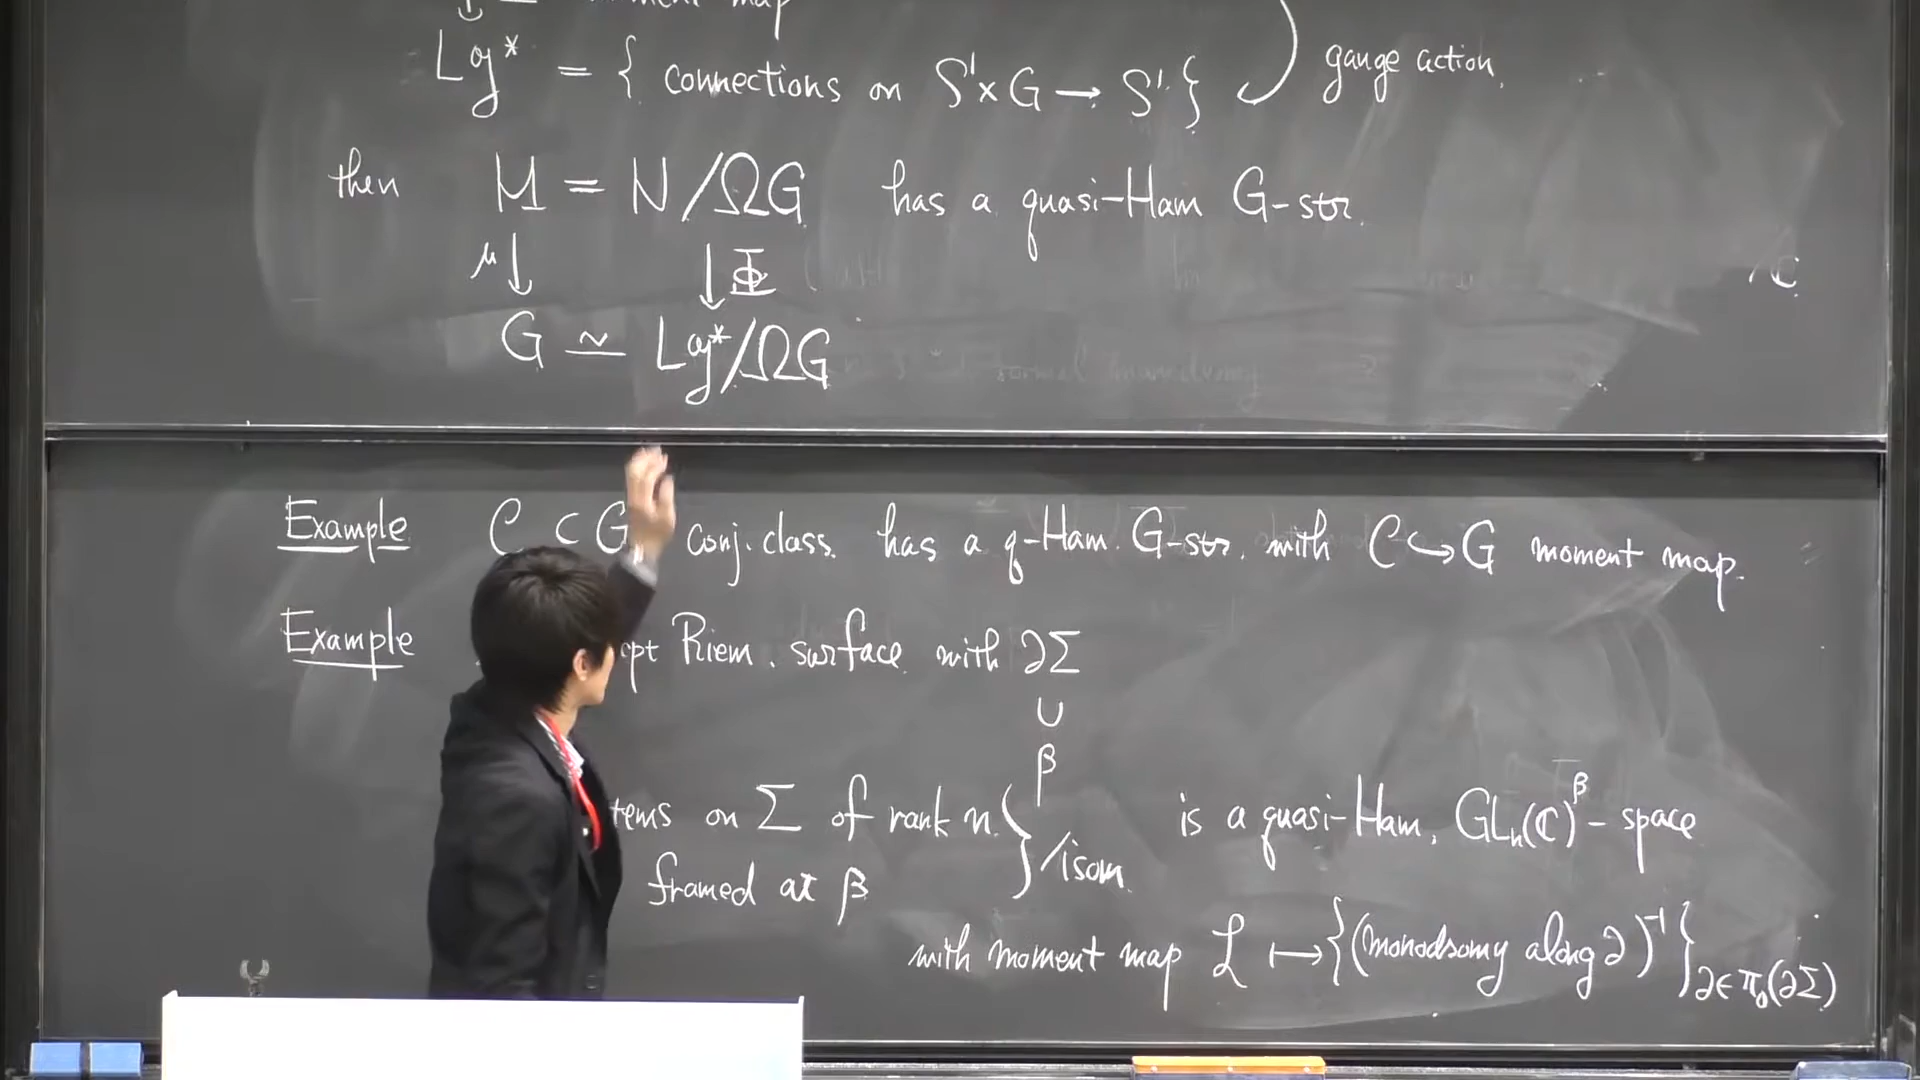 map
L𝔤* = { connections on S¹×G → S¹ } gauge action.
then M = N/ΩG has a quasi-Ham G-str.
μ↓ ↓Φ
G ≃ L𝔤*/ΩG
Example C ⊂ G conj. class. has a q-Ham. G-str. with C ↪ G moment map.
Example cpt Riem. surface with ∂Σ
∪
β
tems on Σ of rank n. framed at β } /isom. is a quasi-Ham. GLₙ(ℂ)^β - space
with moment map ℒ ↦ {(monodromy along ∂)⁻¹}_{∂∈π₀(∂Σ)}